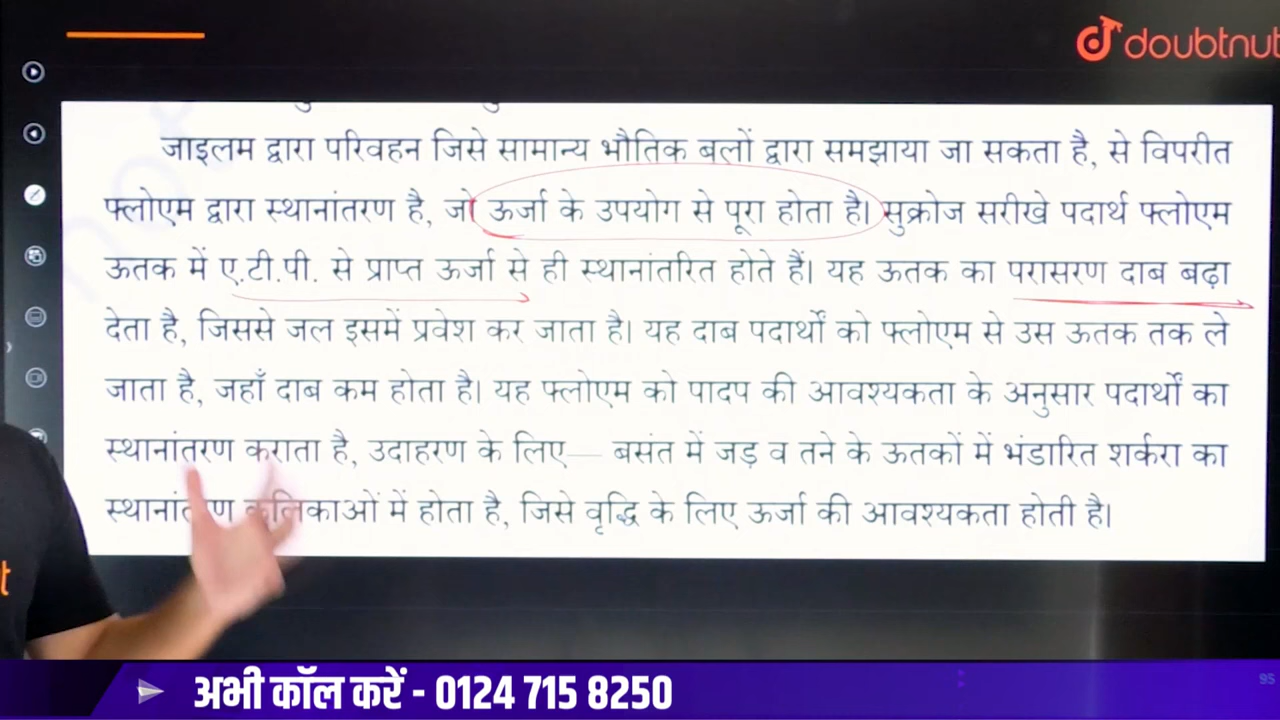 doubtnut
जाइलम द्वारा परिवहन जिसे सामान्य भौतिक बलों द्वारा समझाया जा सकता है, से विपरीत
फ्लोएम द्वारा स्थानांतरण है, जो ऊर्जा के उपयोग से पूरा होता है। सुक्रोज सरीखे पदार्थ फ्लोएम
ऊतक में ए.टी.पी. से प्राप्त ऊर्जा से ही स्थानांतरित होते हैं। यह ऊतक का परासरण दाब बढ़ा
देता है, जिससे जल इसमें प्रवेश कर जाता है। यह दाब पदार्थों को फ्लोएम से उस ऊतक तक ले
जाता है, जहाँ दाब कम होता है। यह फ्लोएम को पादप की आवश्यकता के अनुसार पदार्थों का
स्थानांतरण कराता है, उदाहरण के लिए— बसंत में जड़ व तने के ऊतकों में भंडारित शर्करा का
स्थानांतरण कलिकाओं में होता है, जिसे वृद्धि के लिए ऊर्जा की आवश्यकता होती है।
अभी कॉल करें - 0124 715 8250
95